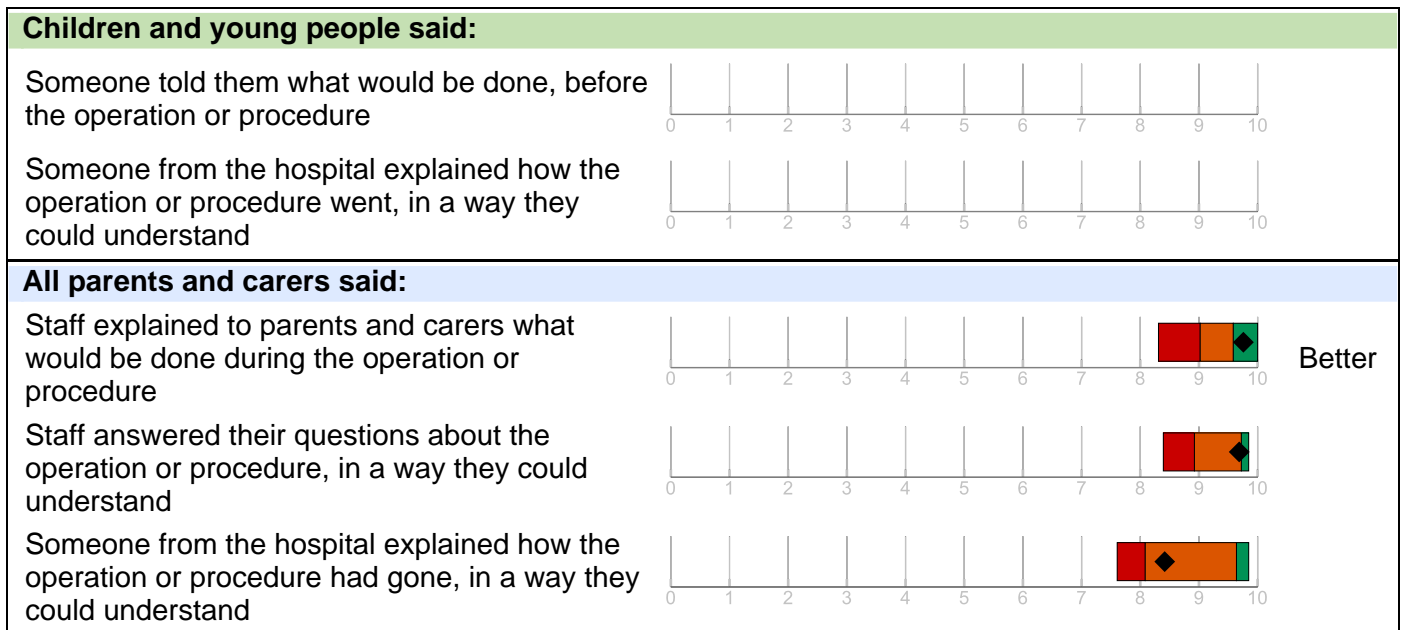 Children and young people said:
Someone told them what would be done, before
the operation or procedure
0 1 2 3 4 5 6 7 8 9 10
Someone from the hospital explained how the
operation or procedure went, in a way they
could understand
0 1 2 3 4 5 6 7 8 9 10
All parents and carers said:
Staff explained to parents and carers what
would be done during the operation or
procedure
0 1 2 3 4 5 6 7 8 9 10
Better
Staff answered their questions about the
operation or procedure, in a way they could
understand
0 1 2 3 4 5 6 7 8 9 10
Someone from the hospital explained how the
operation or procedure had gone, in a way they
could understand
0 1 2 3 4 5 6 7 8 9 10